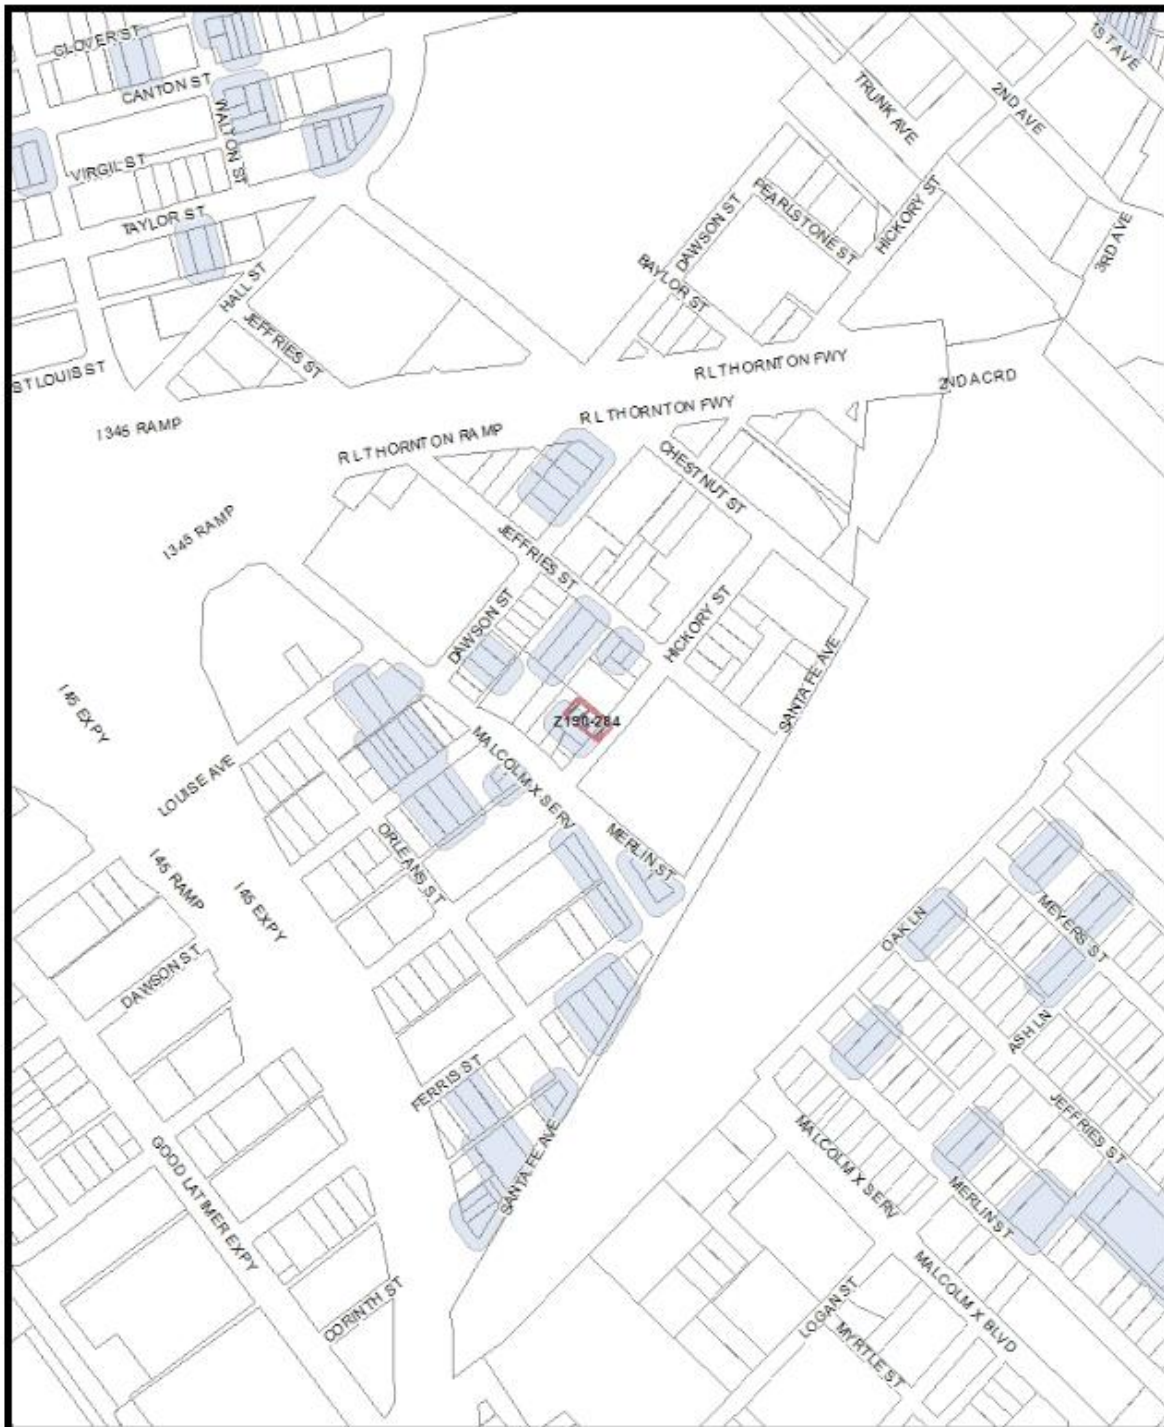 GLOVER ST
1ST AVE
CANTON ST
TRUNK AVE
2ND AVE
WALTON ST
VIRGIL ST
TAYLOR ST
PEARLSTONE ST
HICKORY ST
DAWSON ST
3RD AVE
BAYLOR ST
HALL ST
JEFFRIES ST
ST LOUIS ST
R L THORNTON FWY
2ND AC RD
R L THORNTON FWY
I 345 RAMP
R L THORNTON RAMP
CHESTNUT ST
I 345 RAMP
JEFFRIES ST
DAWSON ST
HICKORY ST
SANTA FE AVE
I 45 EXPY
Z190-284
MALCOLM X SERV
LOUISE AVE
MERLIN ST
ORLEANS ST
I 45 RAMP
I 45 EXPY
OAK LN
MEYERS ST
DAWSON ST
ASH LN
FERRIS ST
JEFFRIES ST
SANTA FE AVE
MALCOLM X SERV
GOOD LATIMER EXPY
MERLIN ST
MALCOLM X BLVD
CORINTH ST
LOGAN ST
MYRTLE ST